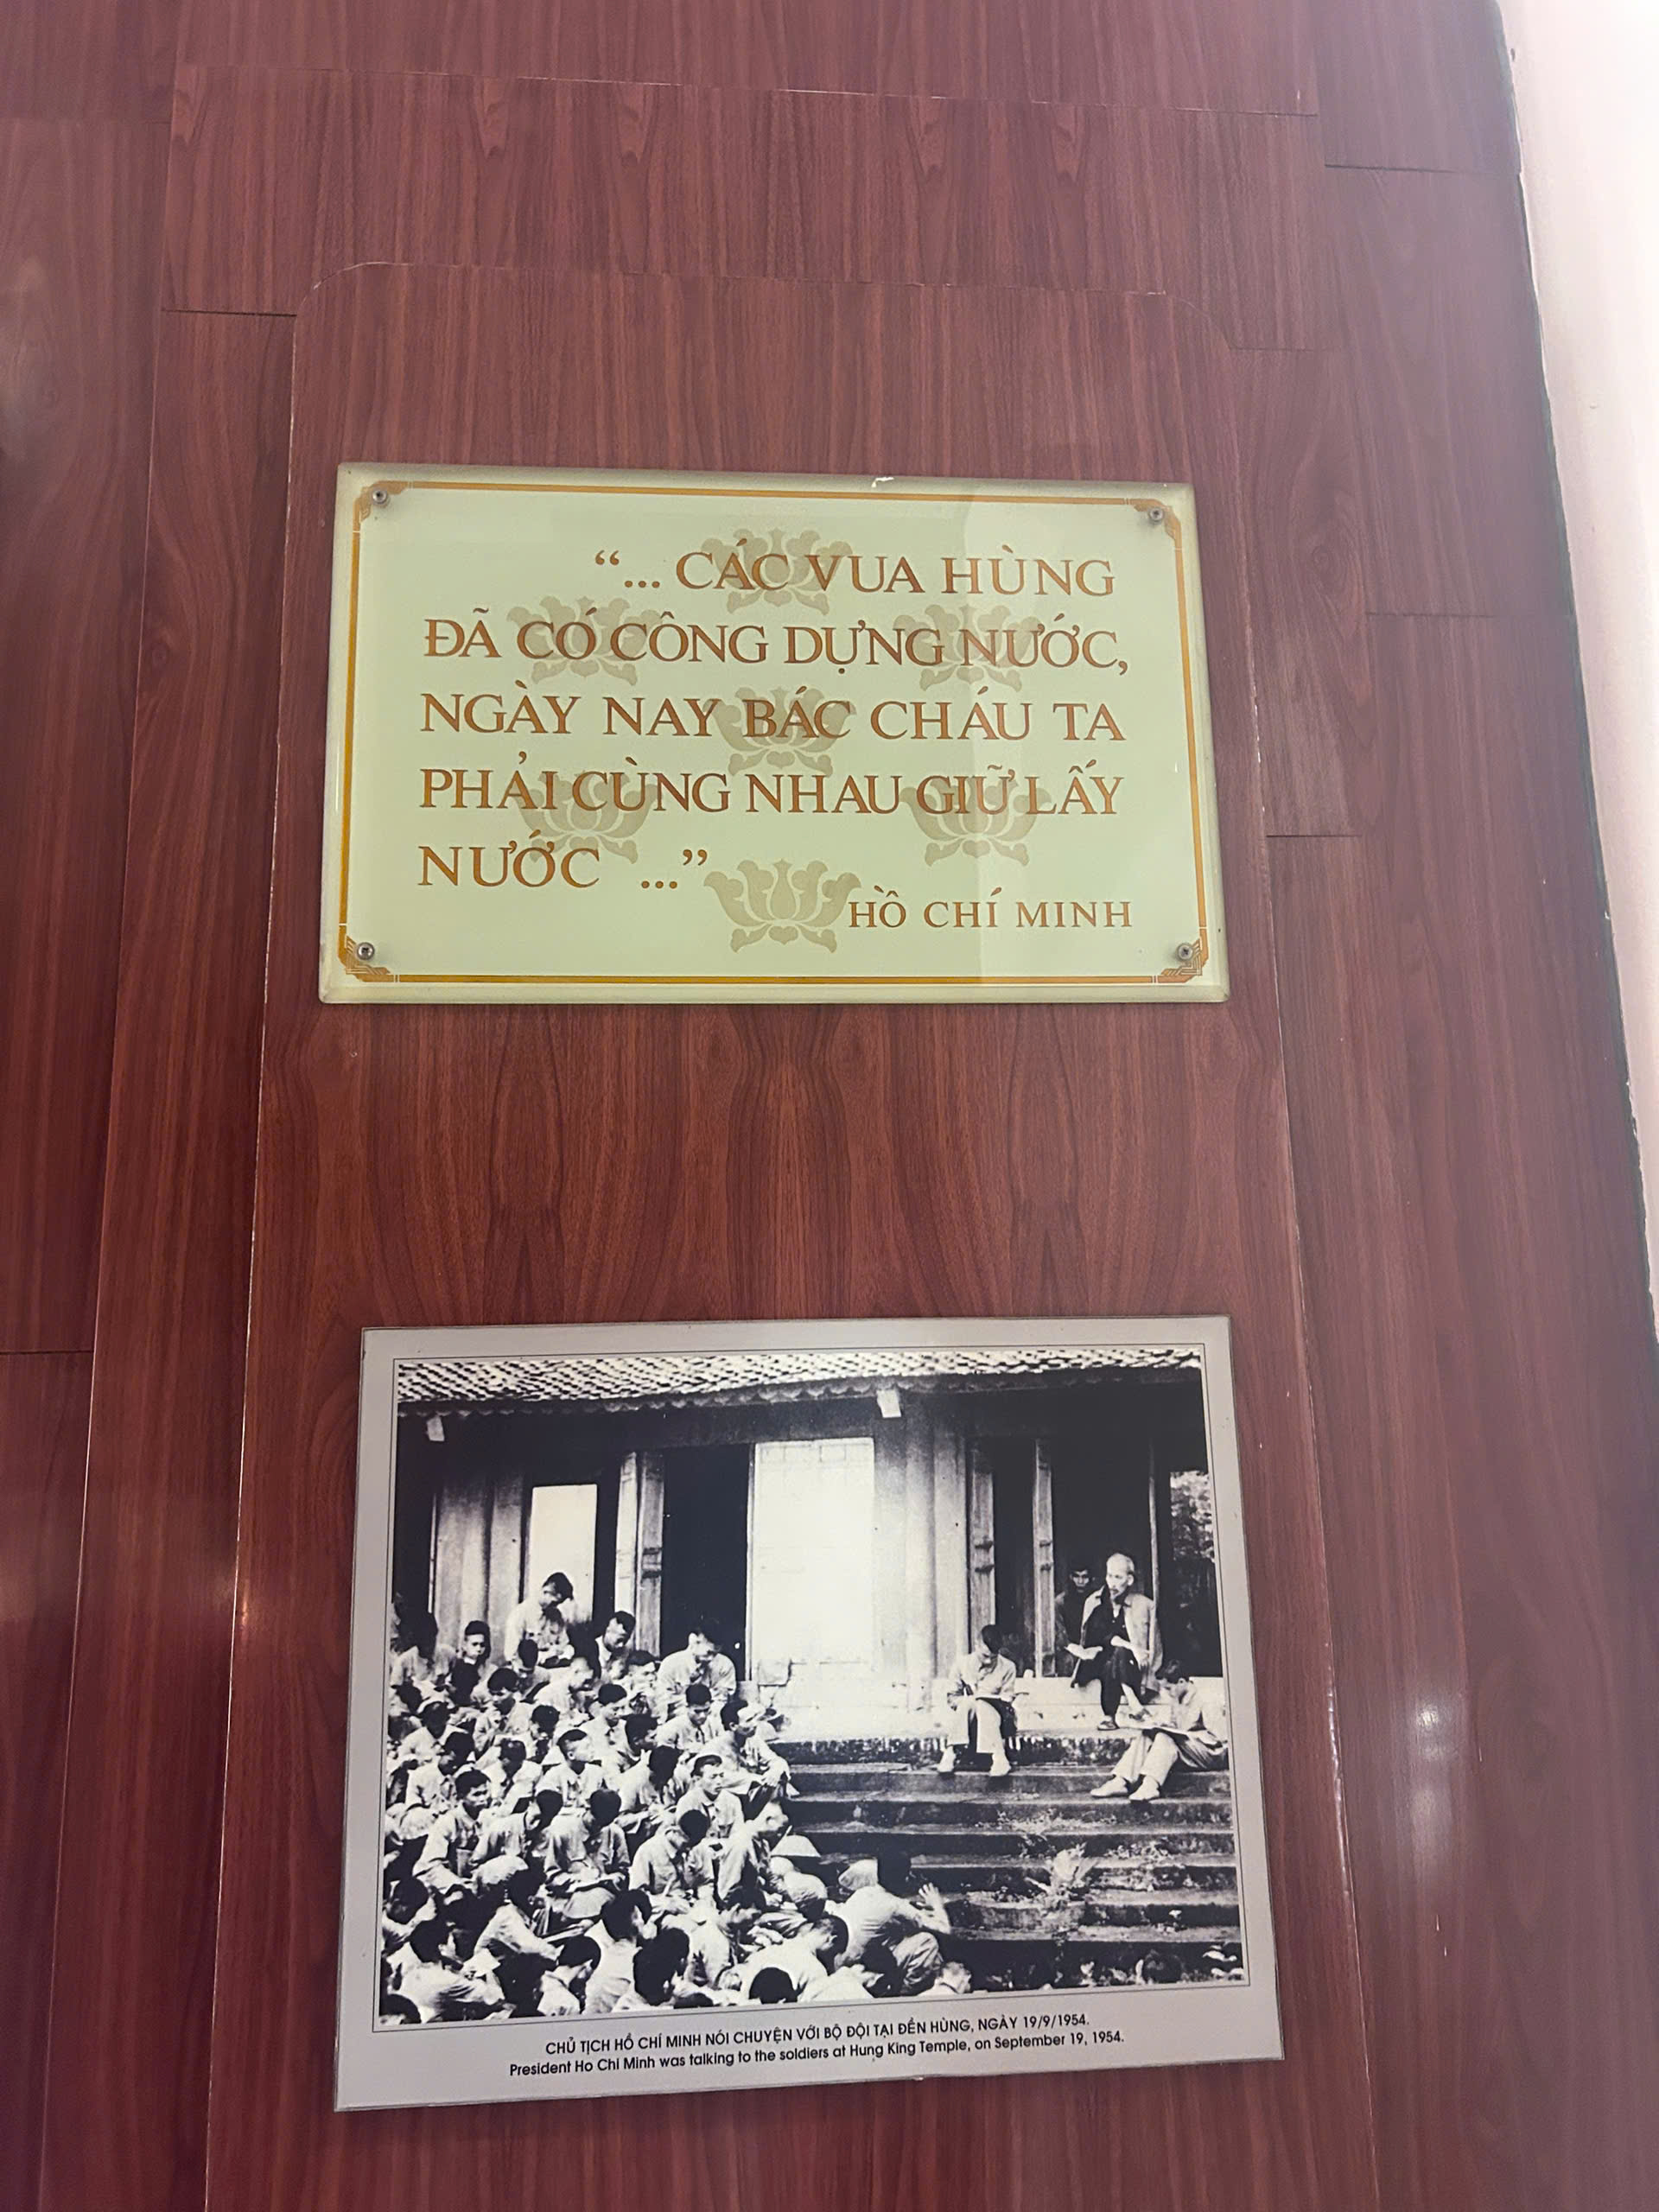 “... CÁC VUA HÙNG
ĐÃ CÓ CÔNG DỰNG NƯỚC,
NGÀY NAY BÁC CHÁU TA
PHẢI CÙNG NHAU GIỮ LẤY
NƯỚC ...”
HỒ CHÍ MINH
CHỦ TỊCH HỒ CHÍ MINH NÓI CHUYỆN VỚI BỘ ĐỘI TẠI ĐỀN HÙNG, NGÀY 19/9/1954.
President Ho Chi Minh was talking to the soldiers at Hung King Temple, on September 19, 1954.